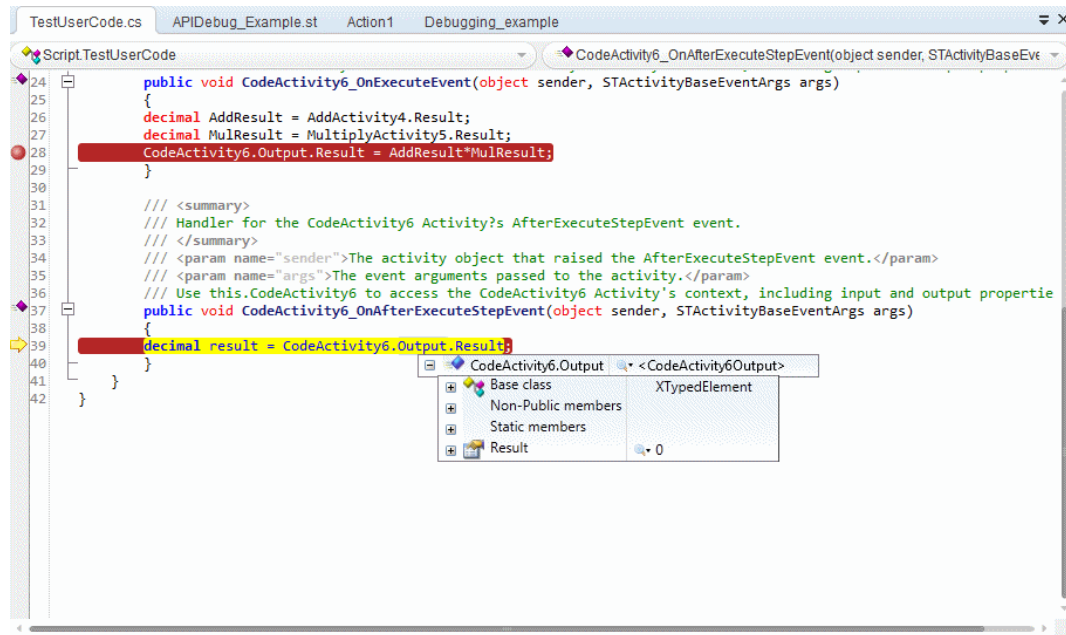 TestUserCode.cs APIDebug_Example.st Action1 Debugging_example
Script.TestUserCode CodeActivity6_OnAfterExecuteStepEvent(object sender, STActivityBaseEve
24 public void CodeActivity6_OnExecuteEvent(object sender, STActivityBaseEventArgs args)
25 {
26 decimal AddResult = AddActivity4.Result;
27 decimal MulResult = MultiplyActivity5.Result;
28 CodeActivity6.Output.Result = AddResult*MulResult;
29 }
30
31 /// <summary>
32 /// Handler for the CodeActivity6 Activity?s AfterExecuteStepEvent event.
33 /// </summary>
34 /// <param name="sender">The activity object that raised the AfterExecuteStepEvent event.</param>
35 /// <param name="args">The event arguments passed to the activity.</param>
36 /// Use this.CodeActivity6 to access the CodeActivity6 Activity's context, including input and output propertie
37 public void CodeActivity6_OnAfterExecuteStepEvent(object sender, STActivityBaseEventArgs args)
38 {
39 decimal result = CodeActivity6.Output.Result;
40 }
41 }
42 }
CodeActivity6.Output <CodeActivity6Output>
Base class XTypedElement
Non-Public members
Static members
Result 0